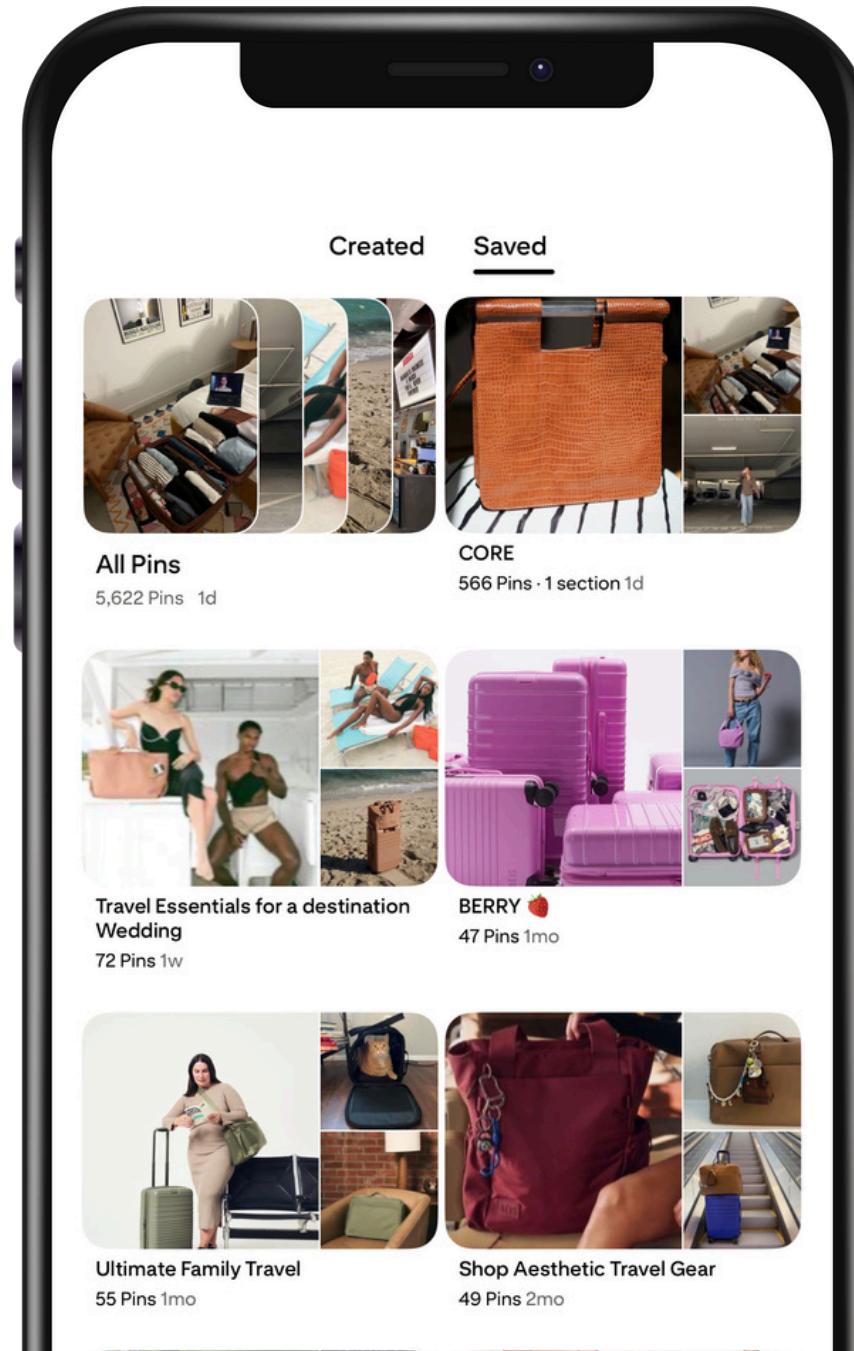 Created Saved
All Pins
5,622 Pins 1d
CORE
566 Pins · 1 section 1d
Travel Essentials for a destination
Wedding
72 Pins 1w
BERRY 🍓
47 Pins 1mo
Ultimate Family Travel
55 Pins 1mo
Shop Aesthetic Travel Gear
49 Pins 2mo